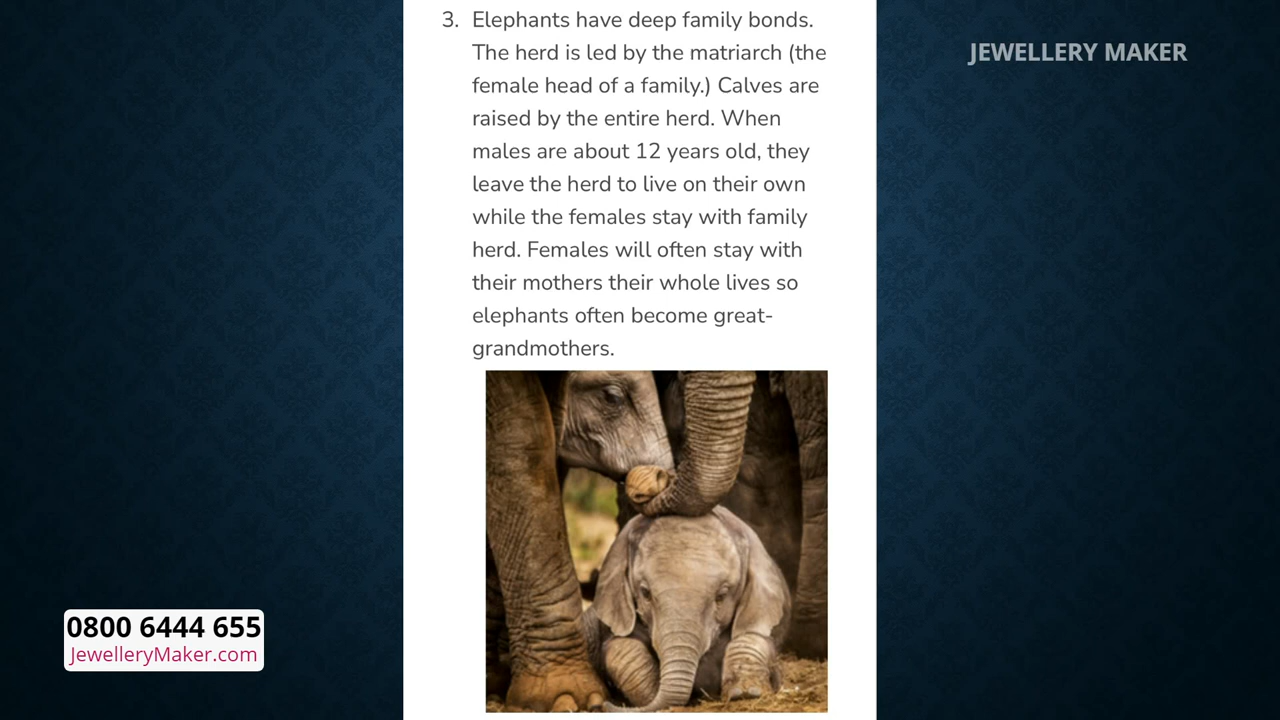 3. Elephants have deep family bonds.
The herd is led by the matriarch (the
female head of a family.) Calves are
raised by the entire herd. When
males are about 12 years old, they
leave the herd to live on their own
while the females stay with family
herd. Females will often stay with
their mothers their whole lives so
elephants often become great-
grandmothers.
JEWELLERY MAKER
0800 6444 655
JewelleryMaker.com